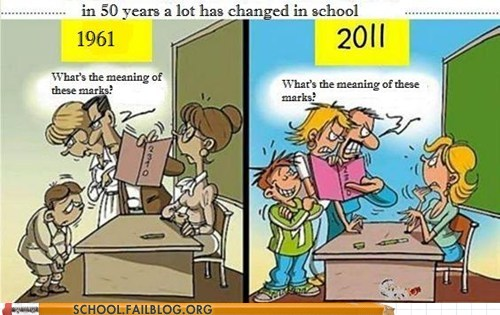 in 50 years a lot has changed in school
1961
2011
What's the meaning of
these marks?
What's the meaning of these
marks?
SCHOOL.FAILBLOG.ORG